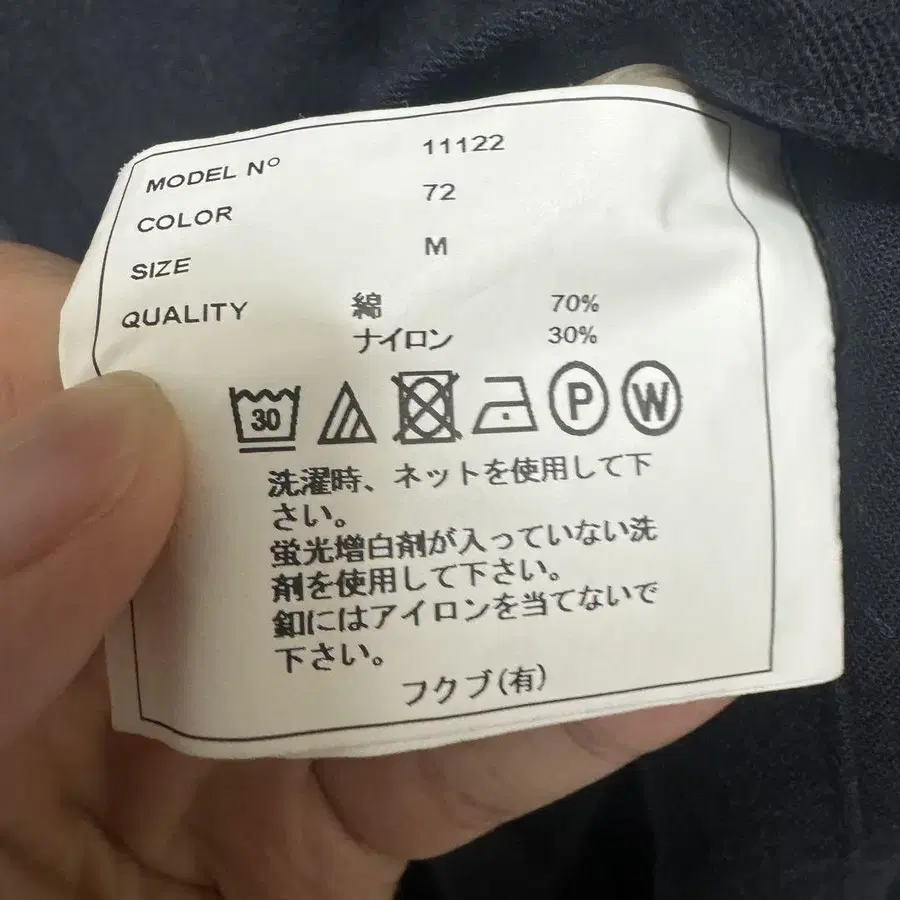 MODEL Nº 11122
COLOR 72
SIZE M
QUALITY 綿 70%
ナイロン 30%
30 P W
洗濯時、ネットを使用して下
さい。
蛍光増白剤が入っていない洗
剤を使用して下さい。
釦にはアイロンを当てないで
下さい。
フクブ(有)